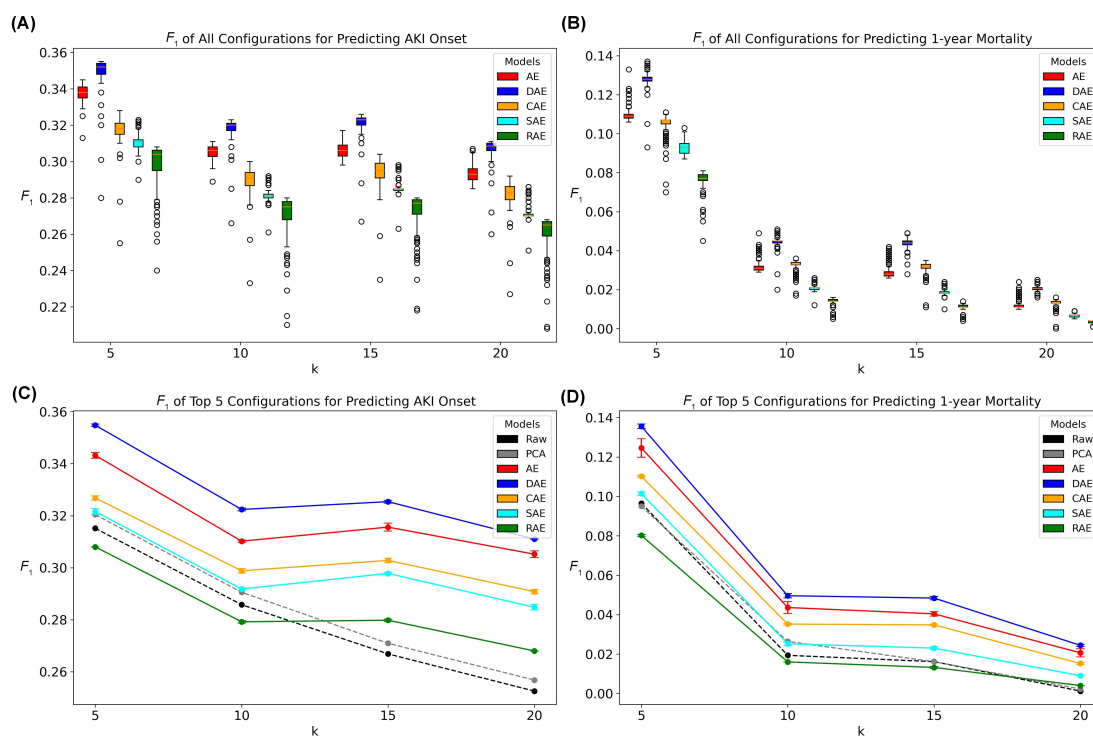 (A)
F1 of All Configurations for Predicting AKI Onset
0.36
0.34
0.32
0.30
0.28
0.26
0.24
0.22
F1
5
10
15
20
k
Models
AE
DAE
CAE
SAE
RAE
(B)
F1 of All Configurations for Predicting 1-year Mortality
0.14
0.12
0.10
0.08
0.06
0.04
0.02
0.00
F1
5
10
15
20
k
Models
AE
DAE
CAE
SAE
RAE
(C)
F1 of Top 5 Configurations for Predicting AKI Onset
0.36
0.34
0.32
0.30
0.28
0.26
F1
5
10
15
20
k
Models
Raw
PCA
AE
DAE
CAE
SAE
RAE
(D)
F1 of Top 5 Configurations for Predicting 1-year Mortality
0.14
0.12
0.10
0.08
0.06
0.04
0.02
0.00
F1
5
10
15
20
k
Models
Raw
PCA
AE
DAE
CAE
SAE
RAE